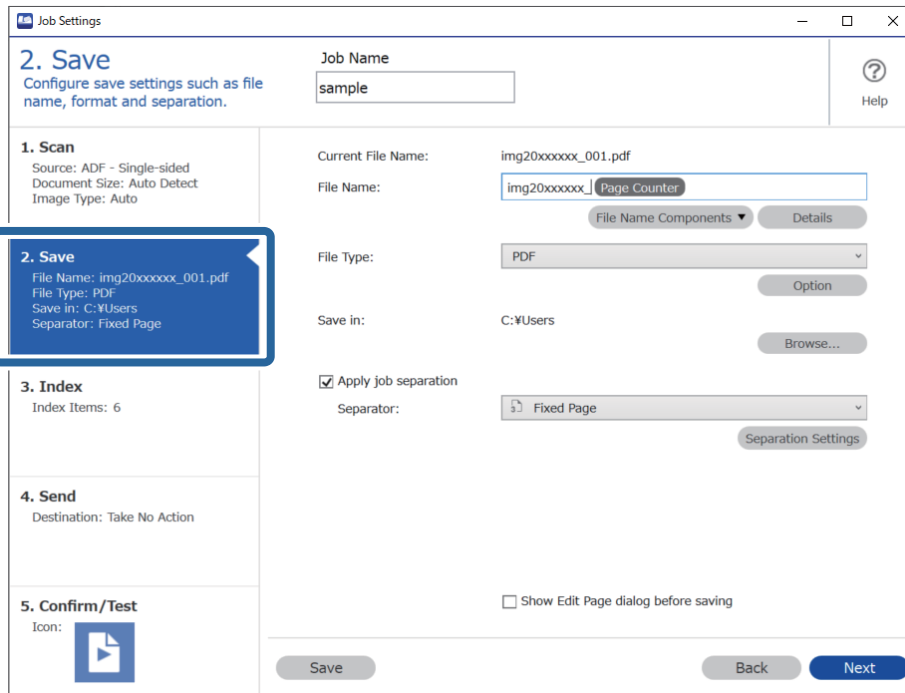 Job Settings
2. Save
Configure save settings such as file
name, format and separation.
Job Name
sample
Help
1. Scan
Source: ADF - Single-sided
Document Size: Auto Detect
Image Type: Auto
2. Save
File Name: img20xxxxxx_001.pdf
File Type: PDF
Save in: C:¥Users
Separator: Fixed Page
3. Index
Index Items: 6
4. Send
Destination: Take No Action
5. Confirm/Test
Icon:
Current File Name: img20xxxxxx_001.pdf
File Name: img20xxxxxx_ Page Counter
File Name Components ▼ Details
File Type: PDF
Option
Save in: C:¥Users
Browse...
Apply job separation
Separator: Fixed Page
Separation Settings
Show Edit Page dialog before saving
Save Back Next